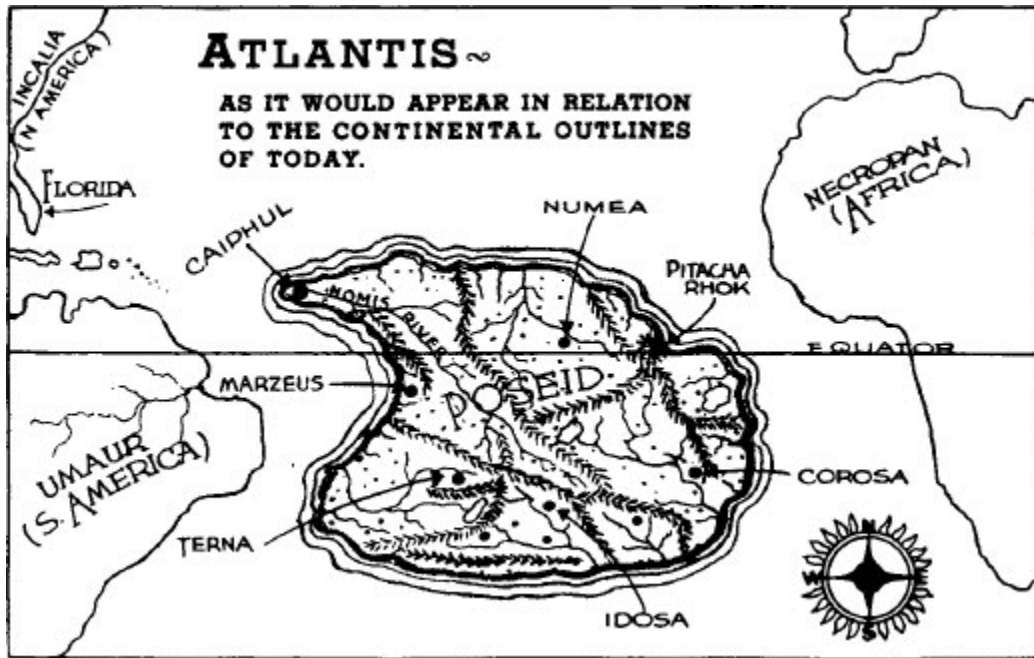 ATLANTIS ~
AS IT WOULD APPEAR IN RELATION
TO THE CONTINENTAL OUTLINES
OF TODAY.
INCALIA
(N AMERICA)
FLORIDA
CAIPHUL
NUMEA
PITACHA
RHOK
NECROPAN
(AFRICA)
NOMIS RIVER
EQUATOR
MARZEUS
POSEID
UMAUR
(S. AMERICA)
TERNA
COROSA
IDOSA
N
W
E
S